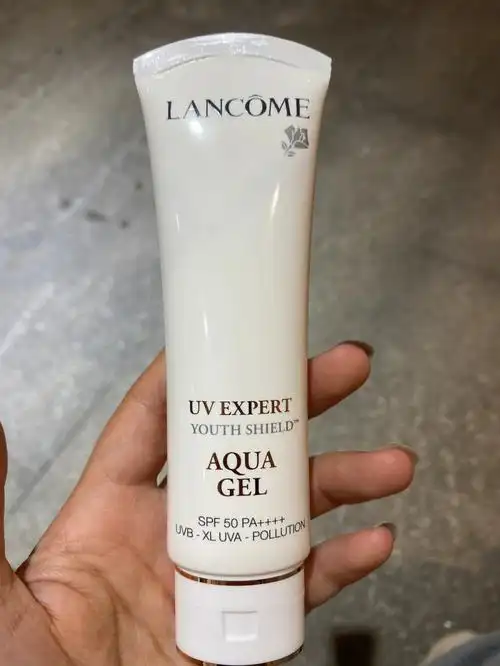 LANCÔME
UV EXPERT
YOUTH SHIELD™
AQUA
GEL
SPF 50 PA++++
UVB - XL UVA - POLLUTION